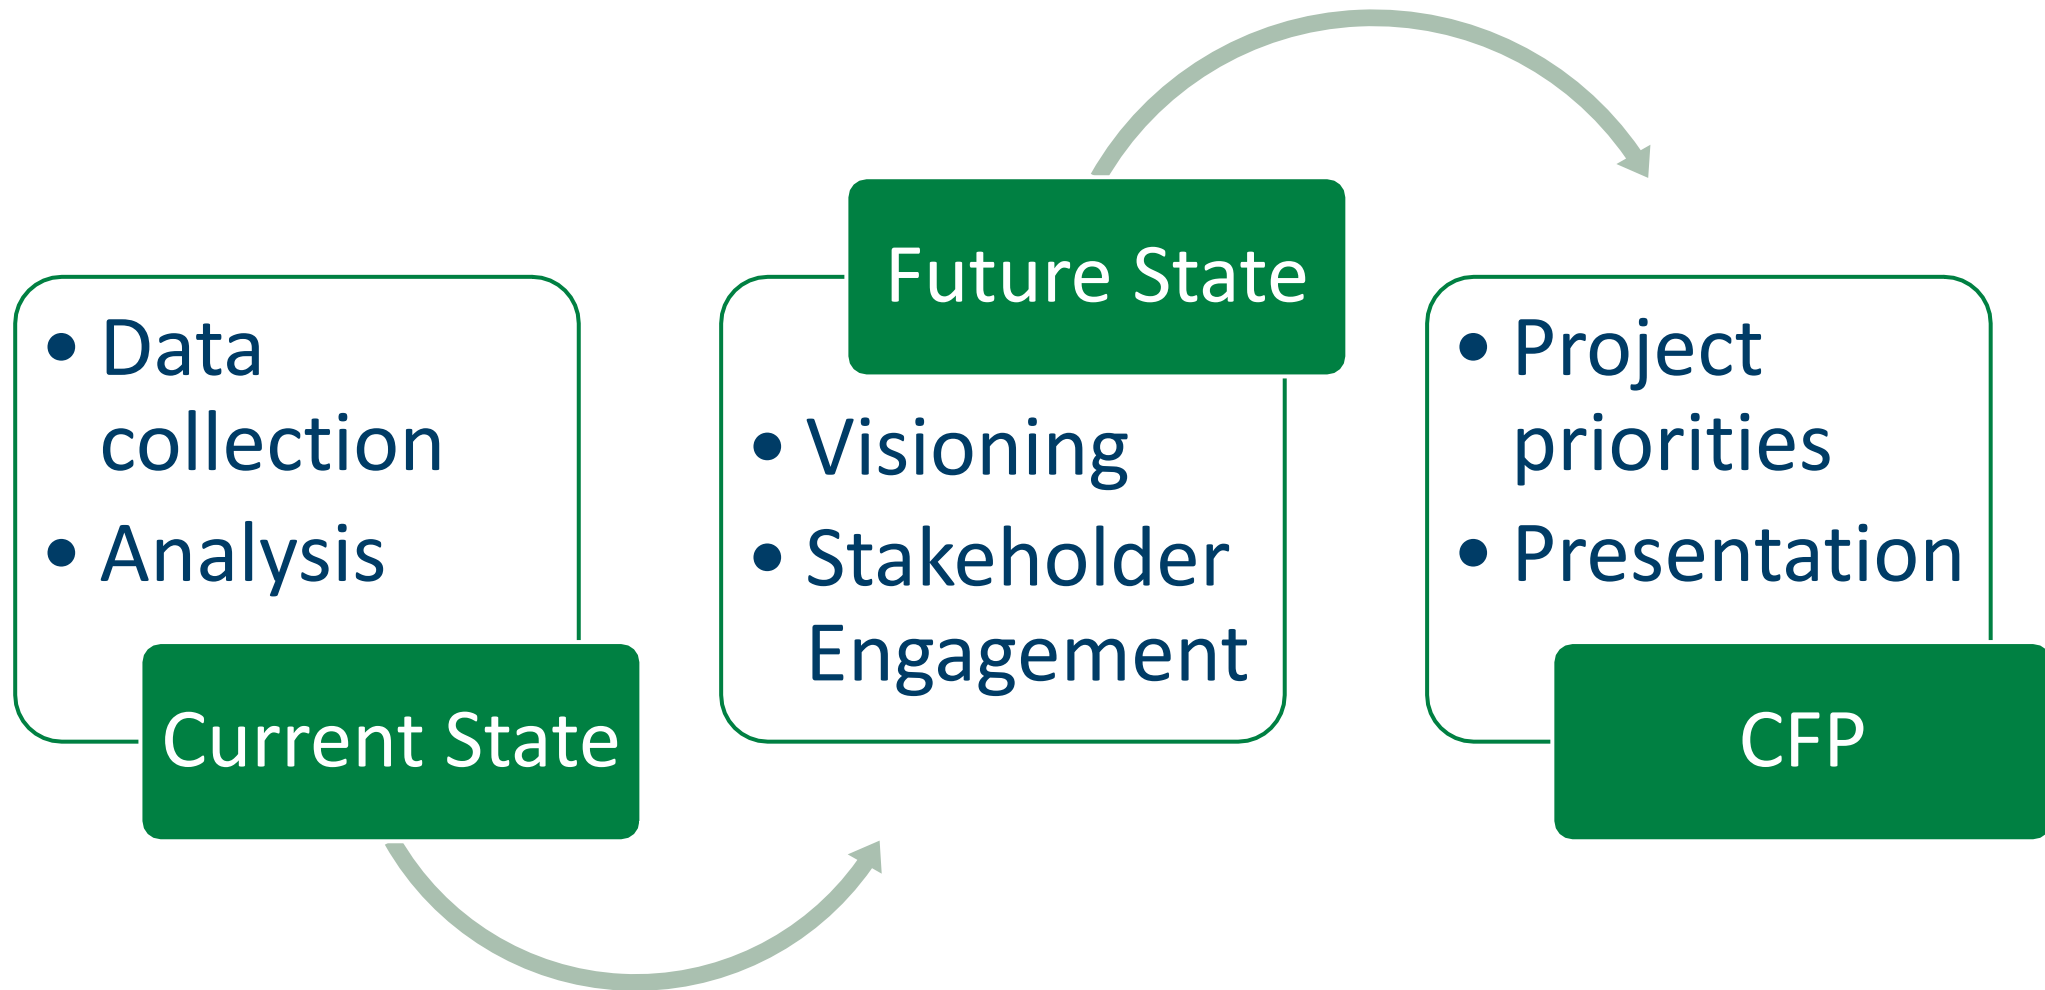 • Data
collection
• Analysis
Current State
Future State
• Visioning
• Stakeholder
Engagement
• Project
priorities
• Presentation
CFP